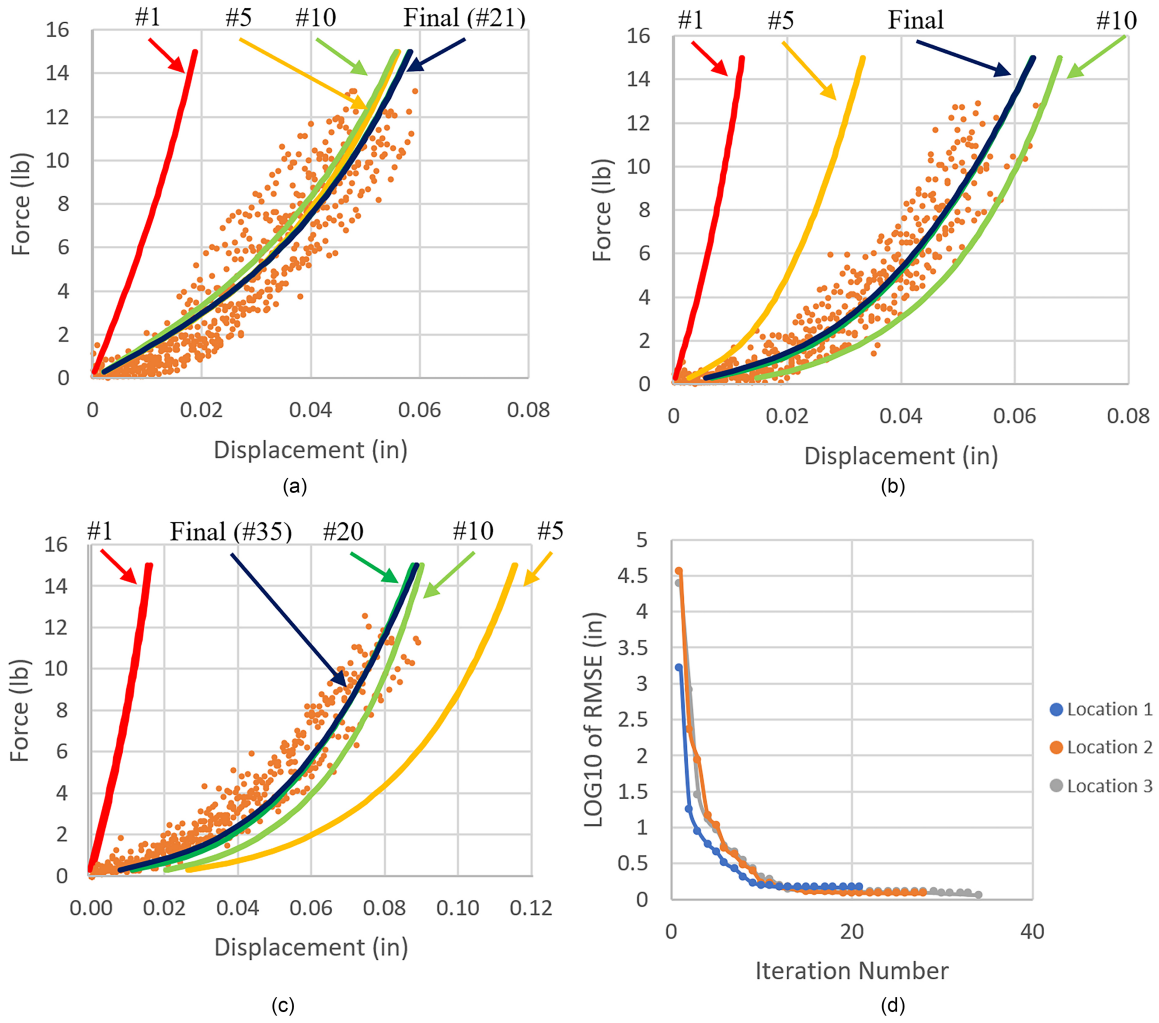 #1 #5 #10 Final (#21)
16
14
12
10
8
6
4
2
0
Force (lb)
0 0.02 0.04 0.06 0.08
Displacement (in)
(a)
#1 #5 Final #10
16
14
12
10
8
6
4
2
0
Force (lb)
0 0.02 0.04 0.06 0.08
Displacement (in)
(b)
#1 Final (#35) #20 #10 #5
16
14
12
10
8
6
4
2
0
Force (lb)
0.00 0.02 0.04 0.06 0.08 0.10 0.12
Displacement (in)
(c)
5
4.5
4
3.5
3
2.5
2
1.5
1
0.5
0
LOG10 of RMSE (in)
0 20 40
Iteration Number
Location 1
Location 2
Location 3
(d)